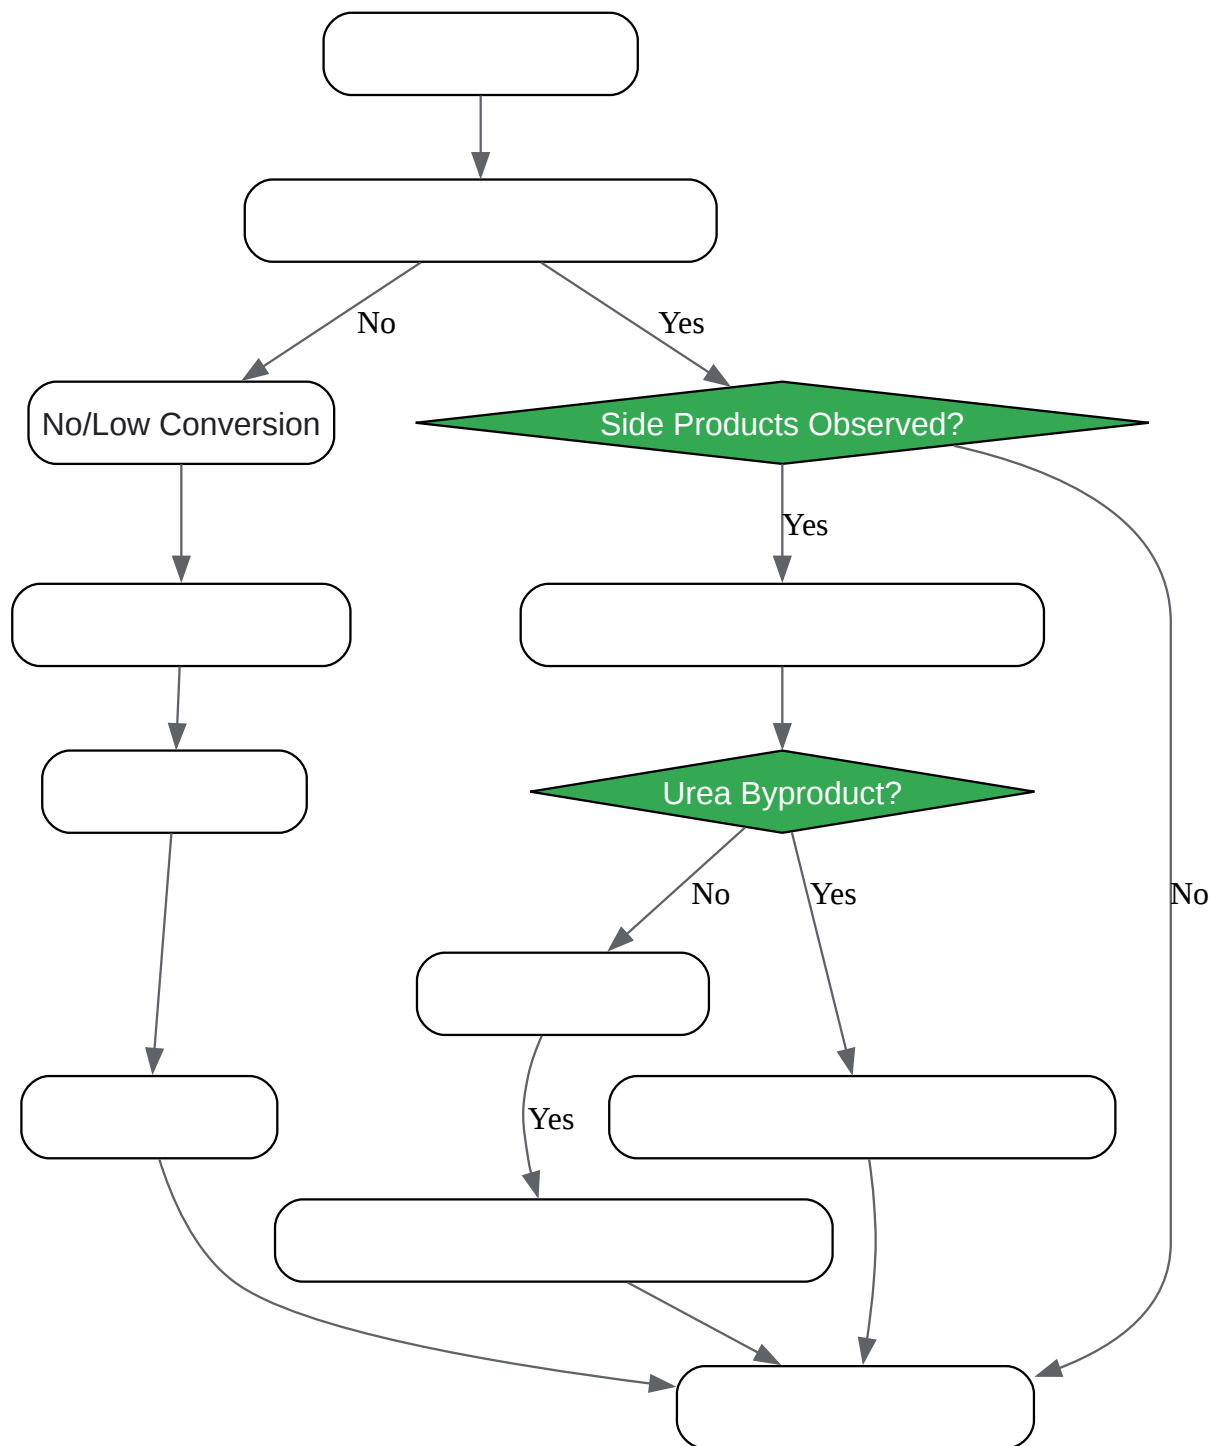 No
Yes
No/Low Conversion
Side Products Observed?
Yes
Urea Byproduct?
No
Yes
No
Yes